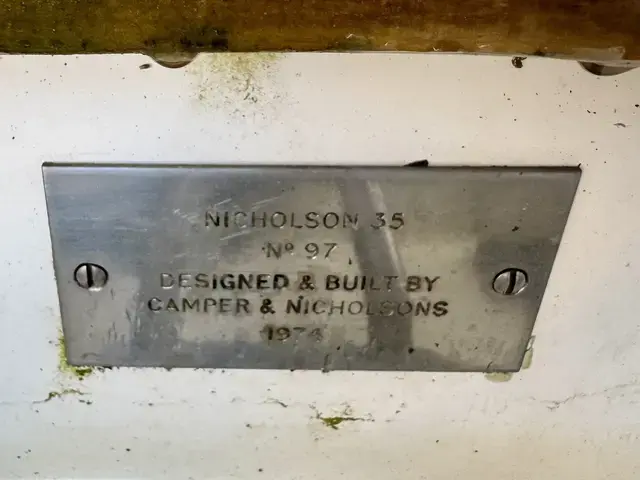 NICHOLSON 35
Nº 97
DESIGNED & BUILT BY
CAMPER & NICHOLSONS
1974